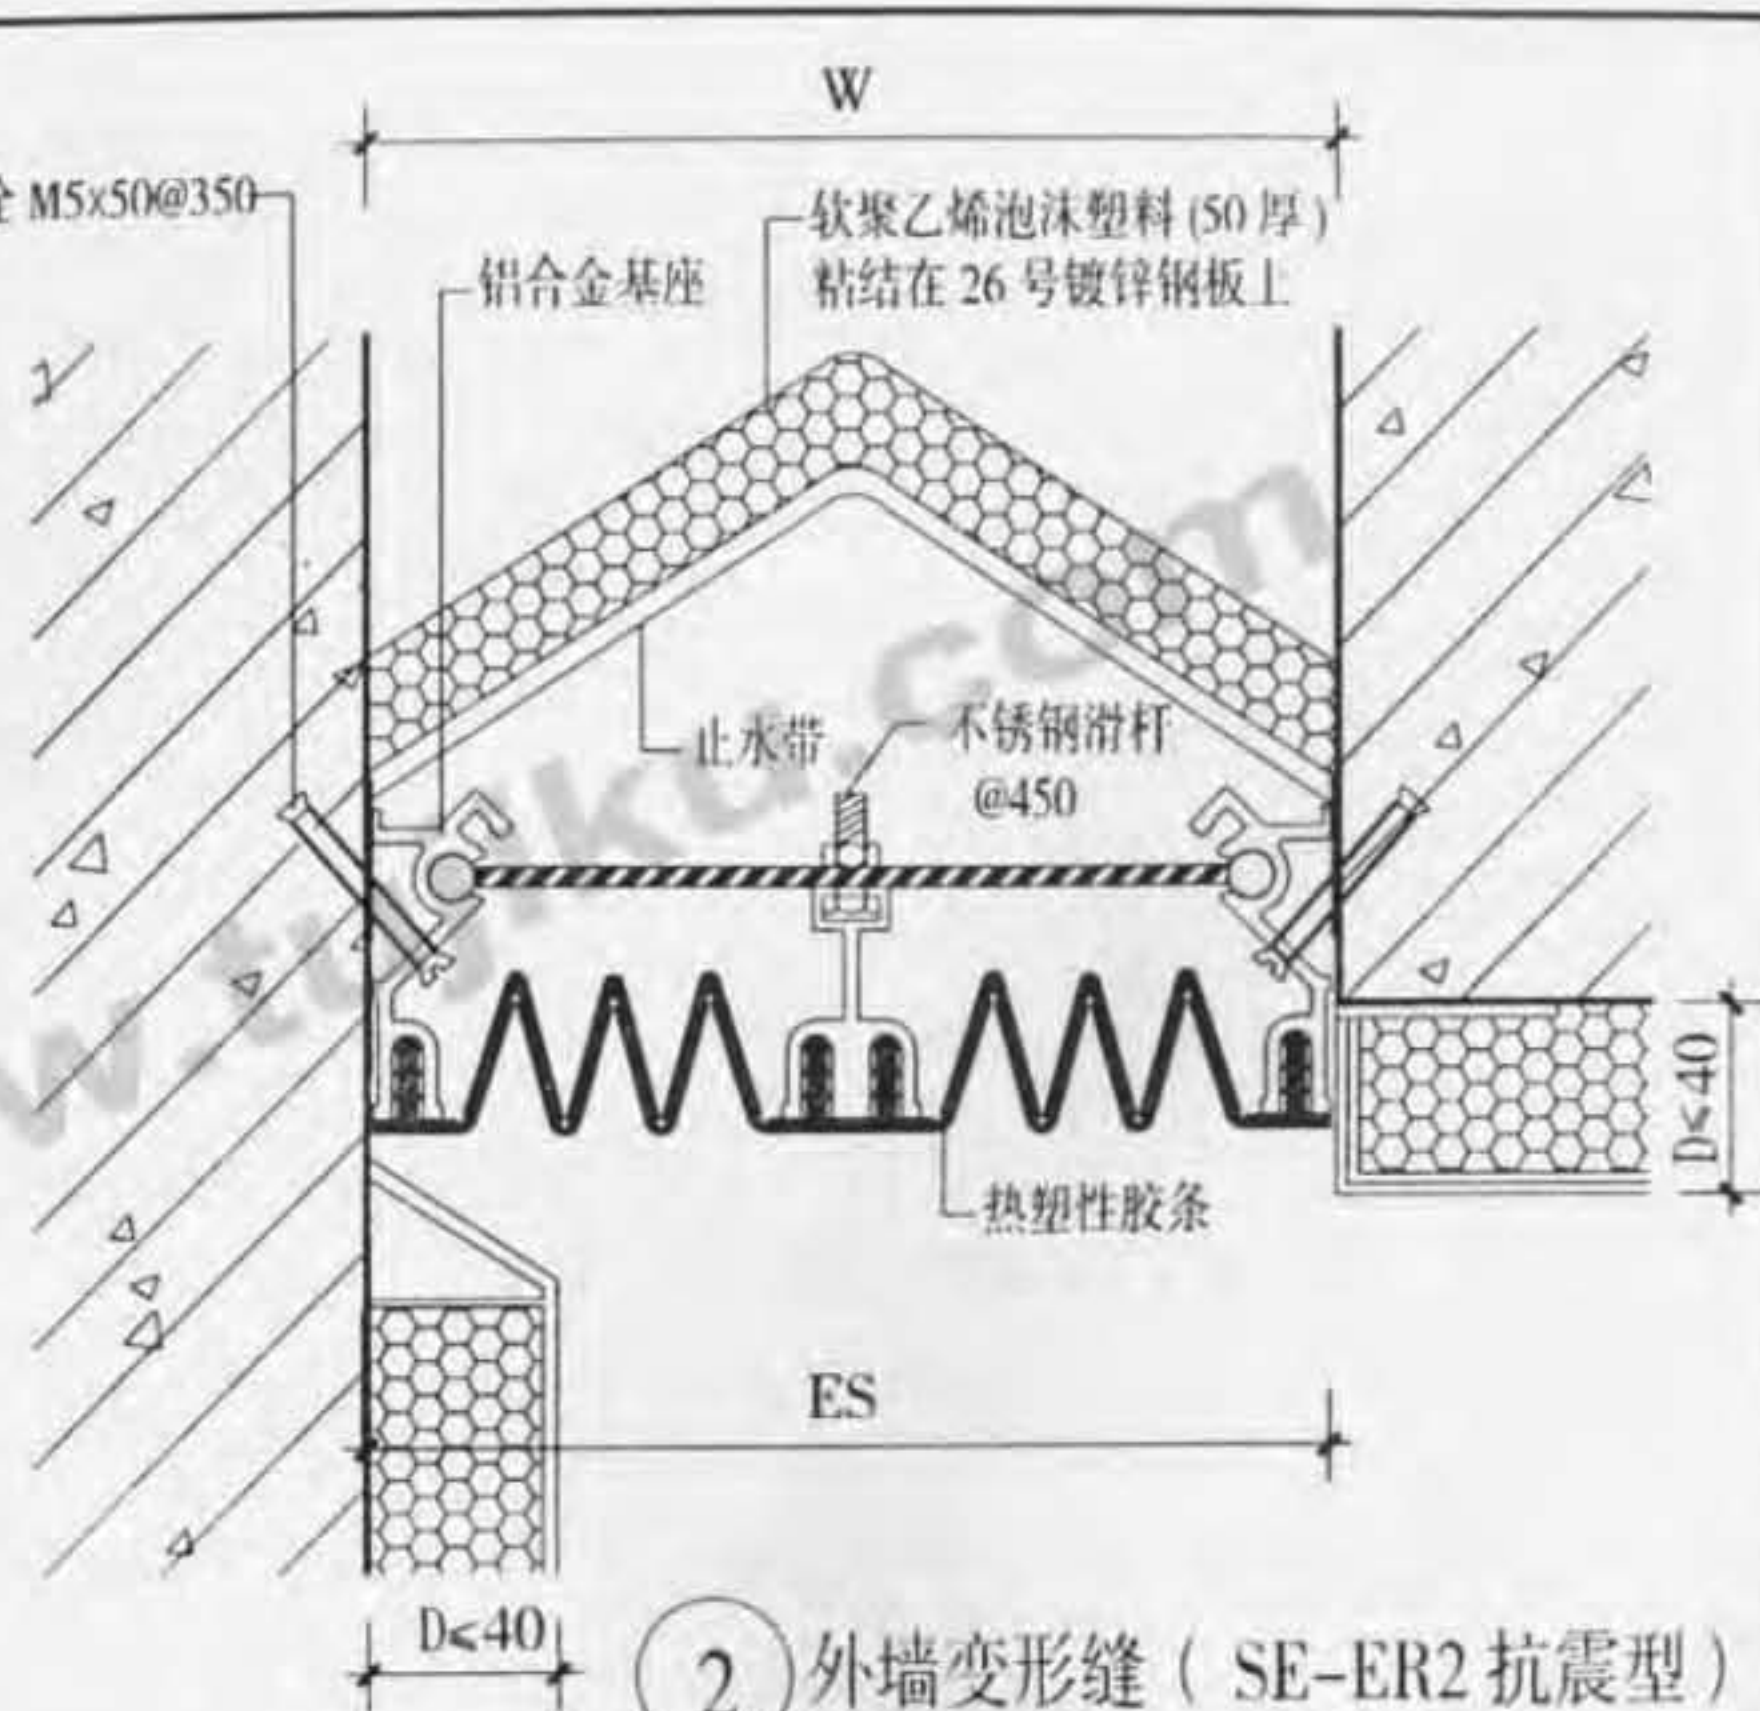 W
M5x50@350
软聚乙烯泡沫塑料(50厚)
粘结在26号镀锌钢板上
铝合金基座
止水带
不锈钢滑杆
@450
热塑性胶条
D≤40
ES
D≤40
2 外墙变形缝(SE-ER2抗震型)